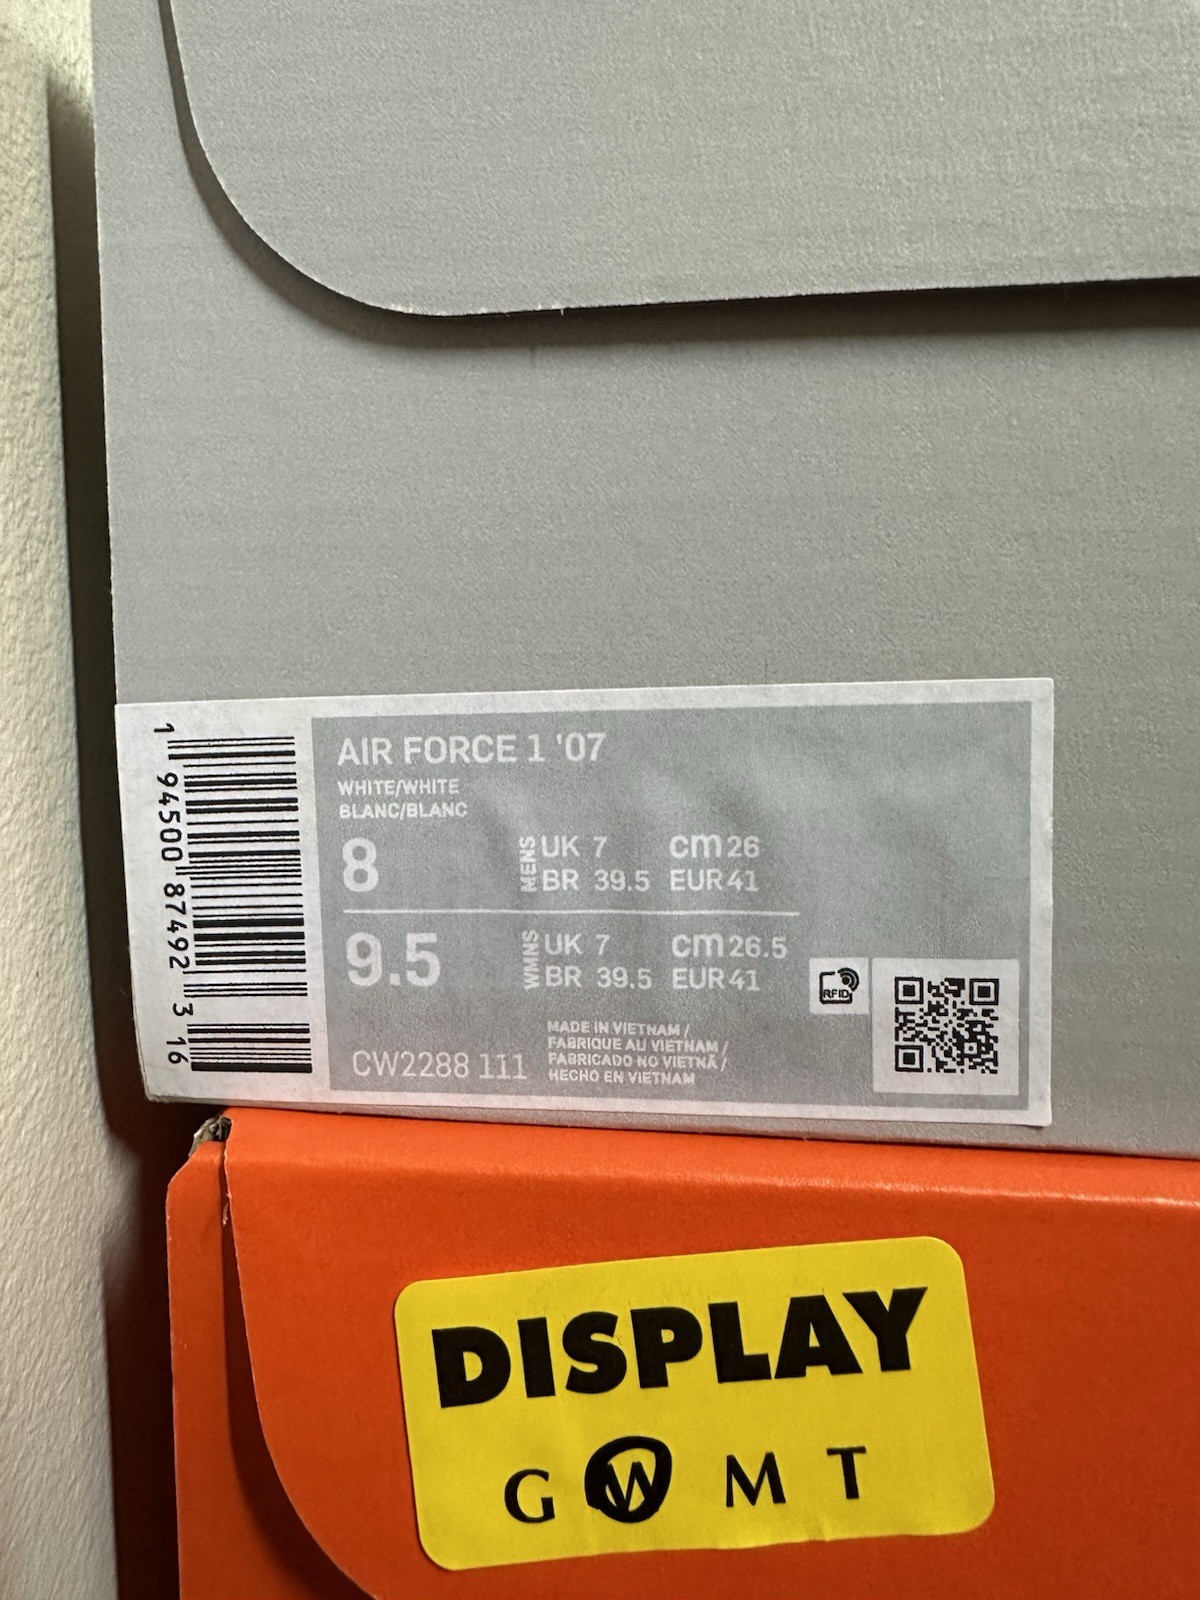 1 94500 87492 3 16
AIR FORCE 1 '07
WHITE/WHITE
BLANC/BLANC
8 MENS UK 7 cm 26
BR 39.5 EUR 41
9.5 WMNS UK 7 cm 26.5
BR 39.5 EUR 41
RFID
CW2288 111
MADE IN VIETNAM /
FABRIQUE AU VIETNAM /
FABRICADO NO VIETNÃ /
HECHO EN VIETNAM
DISPLAY
G W M T